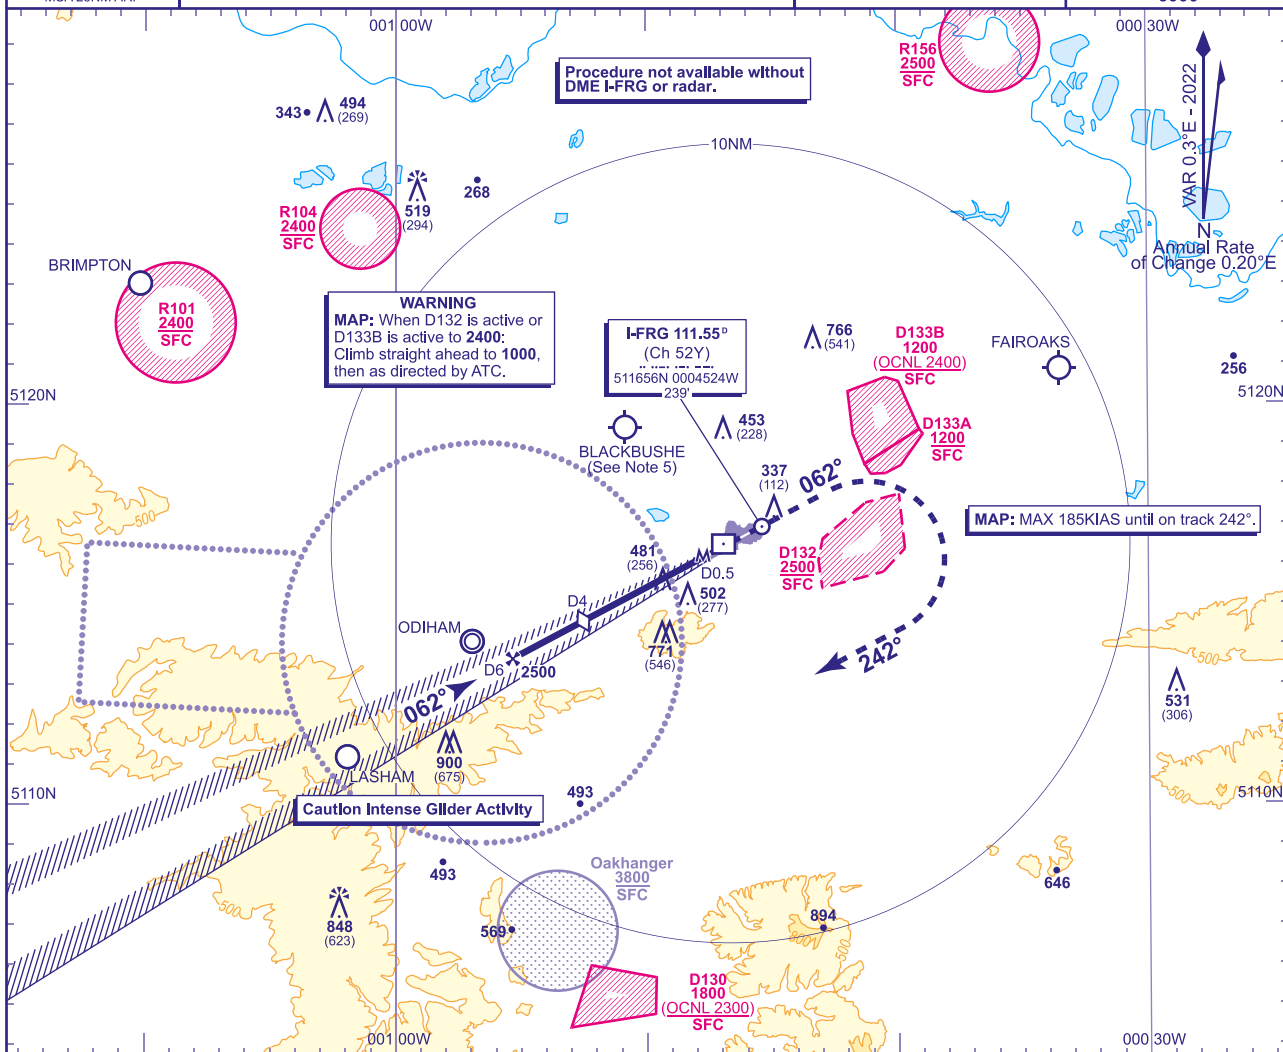 001 00W
000 30W
R156
2500
SFC
Procedure not available without
DME I-FRG or radar.
VAR 0.3°E - 2022
N
Annual Rate
of Change 0.20°E
343
494
(269)
10NM
268
519
(294)
R104
2400
SFC
BRIMPTON
R101
2400
SFC
WARNING
MAP: When D132 is active or
D133B is active to 2400:
Climb straight ahead to 1000,
then as directed by ATC.
I-FRG 111.55ᴰ
(Ch 52Y)
511656N 0004524W
239'
766
(541)
D133B
1200
(OCNL 2400)
SFC
FAIROAKS
256
5120N
5120N
453
(228)
BLACKBUSHE
(See Note 5)
D133A
1200
SFC
337
(112)
062°
MAP: MAX 185KIAS until on track 242°.
481
(256)
D0.5
D132
2500
SFC
502
(277)
D4
ODIHAM
771
(546)
D6
2500
242°
062°
531
(306)
900
(675)
LASHAM
5110N
5110N
Caution Intense Glider Activity
493
493
Oakhanger
3800
SFC
646
848
(623)
569
894
D130
1800
(OCNL 2300)
SFC
500
500
500
500
001 00W
000 30W